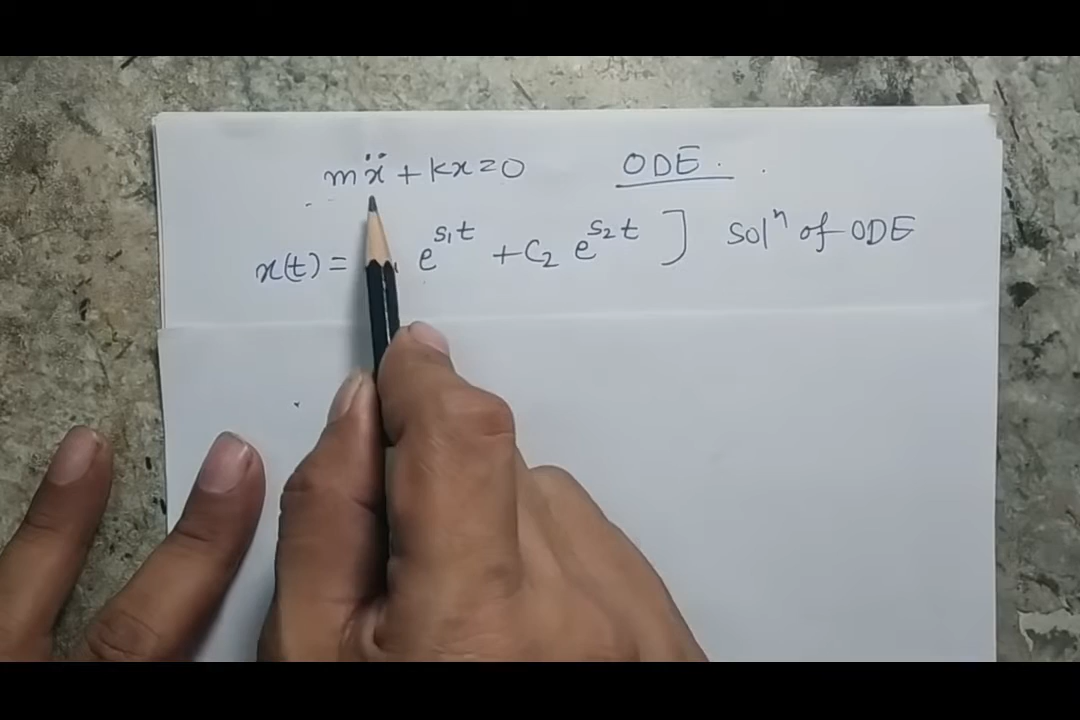 mẍ + kx = 0 ODE.
x(t) = e^{s₁t} + C₂ e^{s₂t} ] solⁿ of ODE